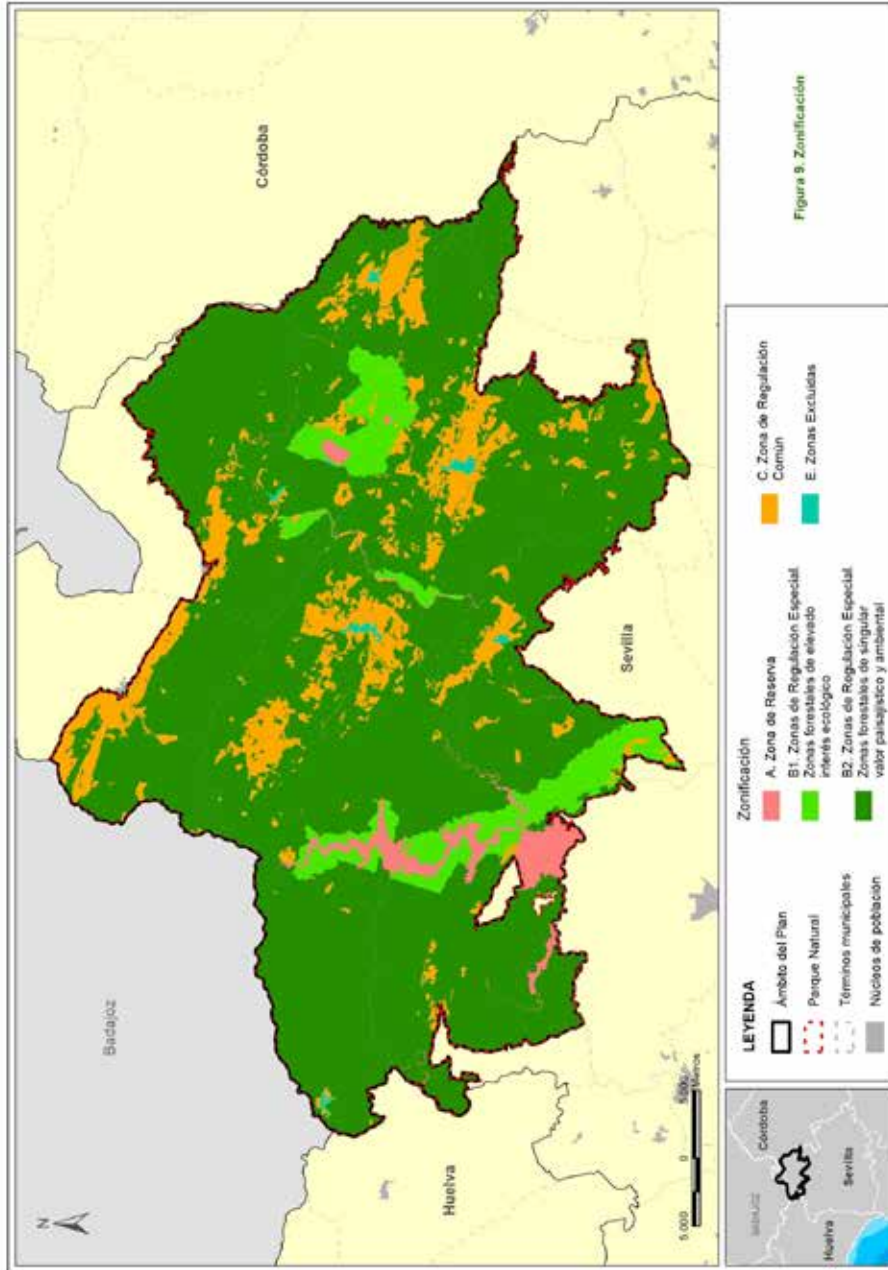 N
Badajoz
Córdoba
Huelva
Sevilla
5.000
0
5.000
Metros
BADAJOZ
Córdoba
Huelva
Sevilla
LEYENDA
Ámbito del Plan
Parque Natural
Términos municipales
Núcleos de población
Zonificación
A. Zona de Reserva
B1. Zonas de Regulación Especial.
Zonas forestales de elevado
interés ecológico
B2. Zonas de Regulación Especial.
Zonas forestales de singular
valor paisajístico y ambiental
C. Zona de Regulación
Común
E. Zonas Excluidas
Figura 9. Zonificación